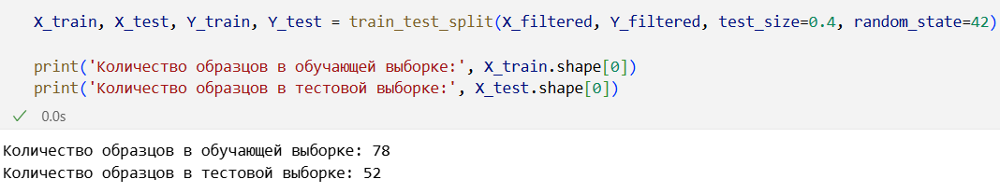 X_train, X_test, Y_train, Y_test = train_test_split(X_filtered, Y_filtered, test_size=0.4, random_state=42)
print('Количество образцов в обучающей выборке:', X_train.shape[0])
print('Количество образцов в тестовой выборке:', X_test.shape[0])
✓ 0.0s
Количество образцов в обучающей выборке: 78
Количество образцов в тестовой выборке: 52